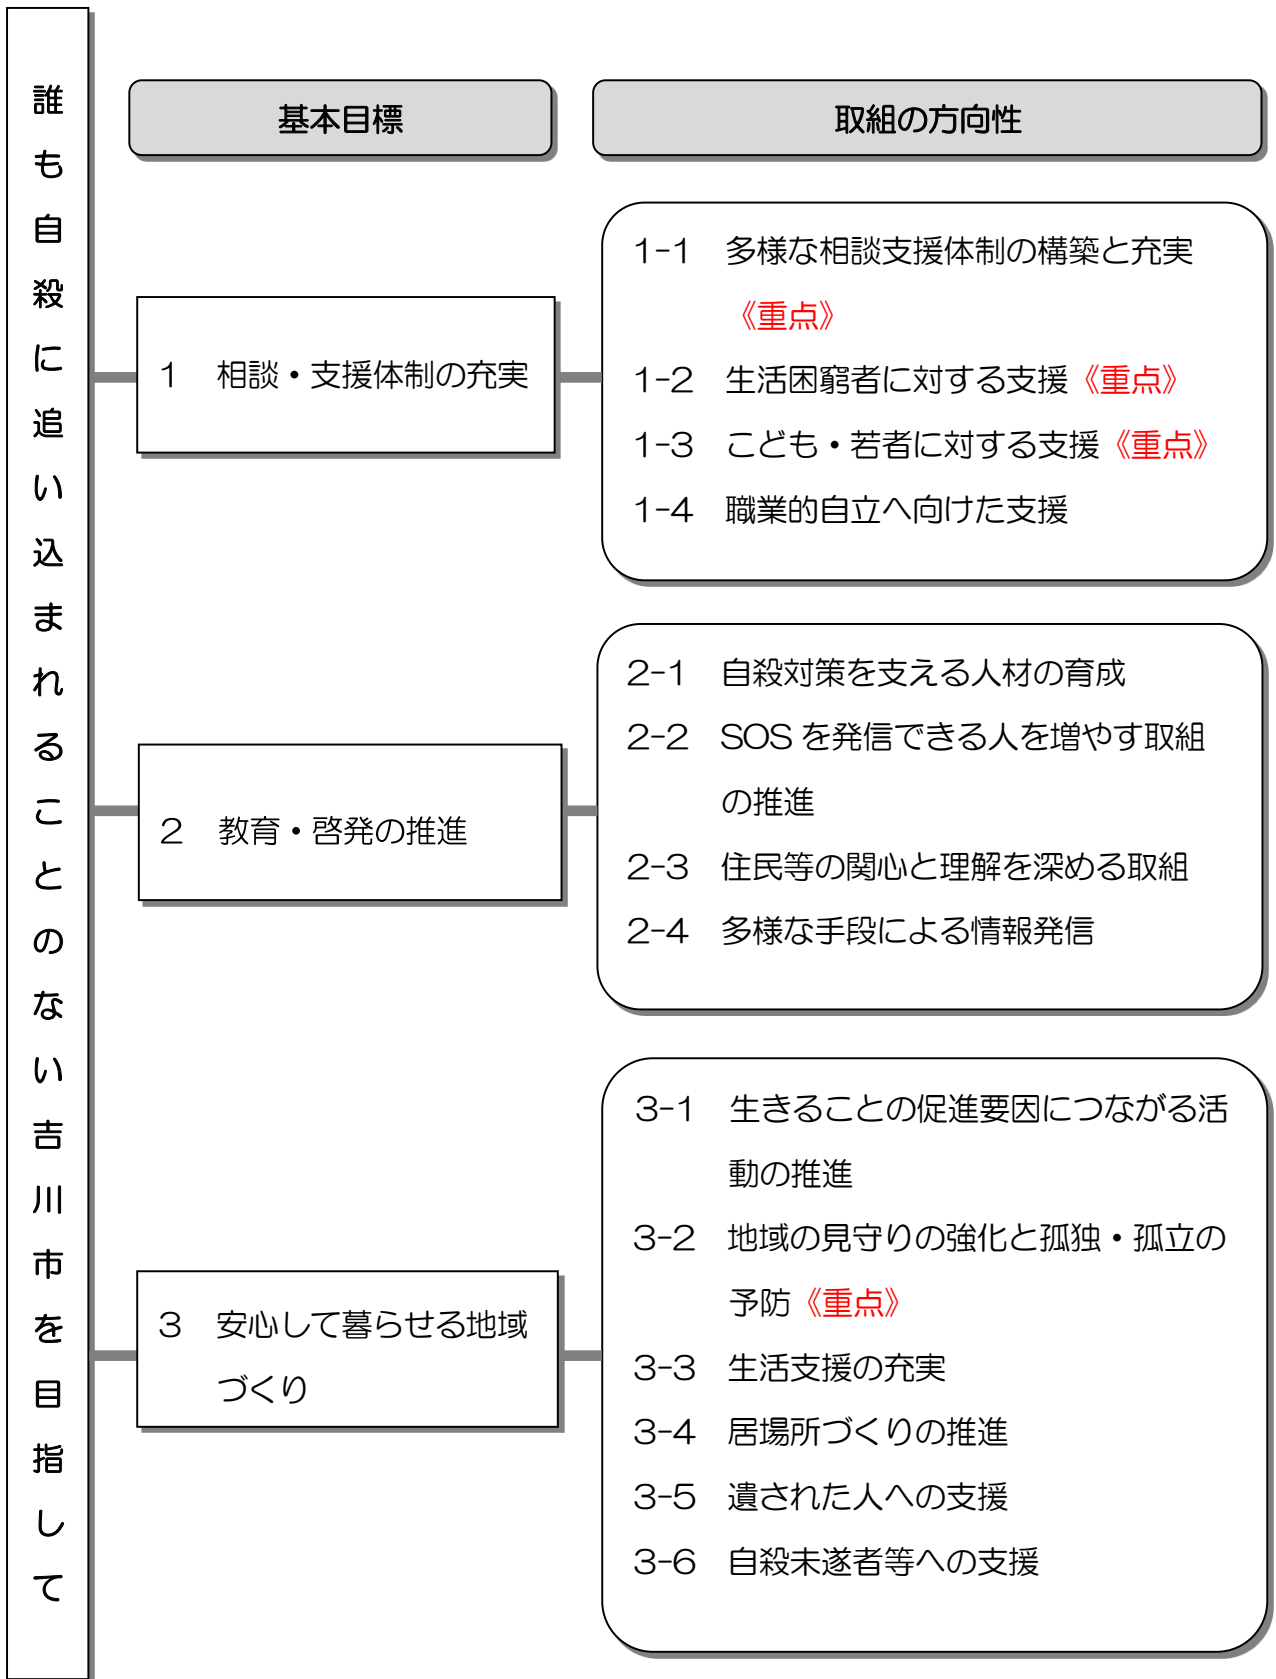 誰も自殺に追い込まれることのない吉川市を目指して
基本目標
取組の方向性
1 相談・支援体制の充実
1-1 多様な相談支援体制の構築と充実
《重点》
1-2 生活困窮者に対する支援《重点》
1-3 こども・若者に対する支援《重点》
1-4 職業的自立へ向けた支援
2 教育・啓発の推進
2-1 自殺対策を支える人材の育成
2-2 SOSを発信できる人を増やす取組
の推進
2-3 住民等の関心と理解を深める取組
2-4 多様な手段による情報発信
3 安心して暮らせる地域
づくり
3-1 生きることの促進要因につながる活
動の推進
3-2 地域の見守りの強化と孤独・孤立の
予防《重点》
3-3 生活支援の充実
3-4 居場所づくりの推進
3-5 遺された人への支援
3-6 自殺未遂者等への支援